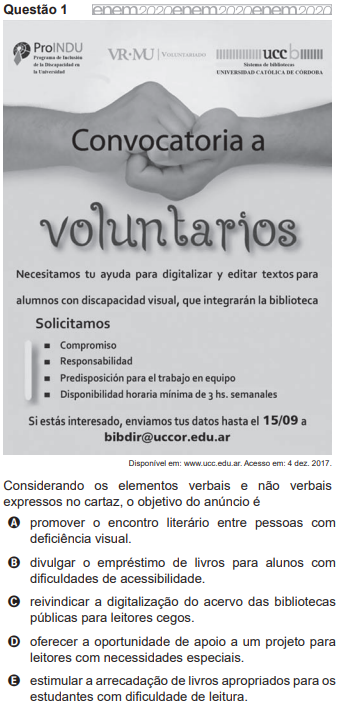 Questão 1
enem2020enem2020enem2020
ProINDU
Programa de Inclusión
de la Discapacidad en
la Universidad
VR·MU | VOLUNTARIADO
uccb
Sistema de bibliotecas
UNIVERSIDAD CATÓLICA DE CÓRDOBA
Convocatoria a
voluntarios
Necesitamos tu ayuda para digitalizar y editar textos para
alumnos con discapacidad visual, que integrarán la biblioteca
Solicitamos
■ Compromiso
■ Responsabilidad
■ Predisposición para el trabajo en equipo
■ Disponibilidad horaria mínima de 3 hs. semanales
Si estás interesado, envianos tus datos hasta el 15/09 a
bibdir@uccor.edu.ar
Disponível em: www.ucc.edu.ar. Acesso em: 4 dez. 2017.
Considerando os elementos verbais e não verbais
expressos no cartaz, o objetivo do anúncio é
A promover o encontro literário entre pessoas com
deficiência visual.
B divulgar o empréstimo de livros para alunos com
dificuldades de acessibilidade.
C reivindicar a digitalização do acervo das bibliotecas
públicas para leitores cegos.
D oferecer a oportunidade de apoio a um projeto para
leitores com necessidades especiais.
E estimular a arrecadação de livros apropriados para os
estudantes com dificuldade de leitura.